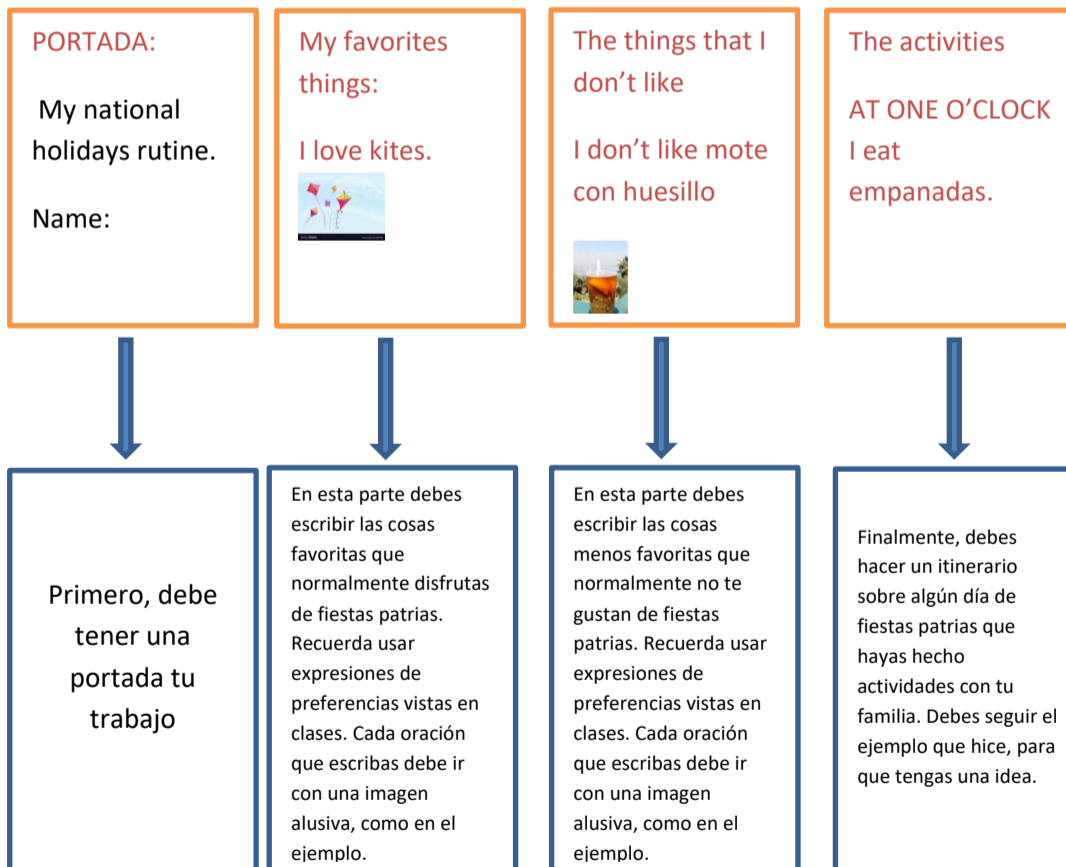 PORTADA:
My national
holidays rutine.
Name:
My favorites
things:
I love kites.
The things that I
don’t like
I don’t like mote
con huesillo
The activities
AT ONE O’CLOCK
I eat
empanadas.
Primero, debe
tener una
portada tu
trabajo
En esta parte debes
escribir las cosas
favoritas que
normalmente disfrutas
de fiestas patrias.
Recuerda usar
expresiones de
preferencias vistas en
clases. Cada oración
que escribas debe ir
con una imagen
alusiva, como en el
ejemplo.
En esta parte debes
escribir las cosas
menos favoritas que
normalmente no te
gustan de fiestas
patrias. Recuerda usar
expresiones de
preferencias vistas en
clases. Cada oración
que escribas debe ir
con una imagen
alusiva, como en el
ejemplo.
Finalmente, debes
hacer un itinerario
sobre algún día de
fiestas patrias que
hayas hecho
actividades con tu
familia. Debes seguir el
ejemplo que hice, para
que tengas una idea.